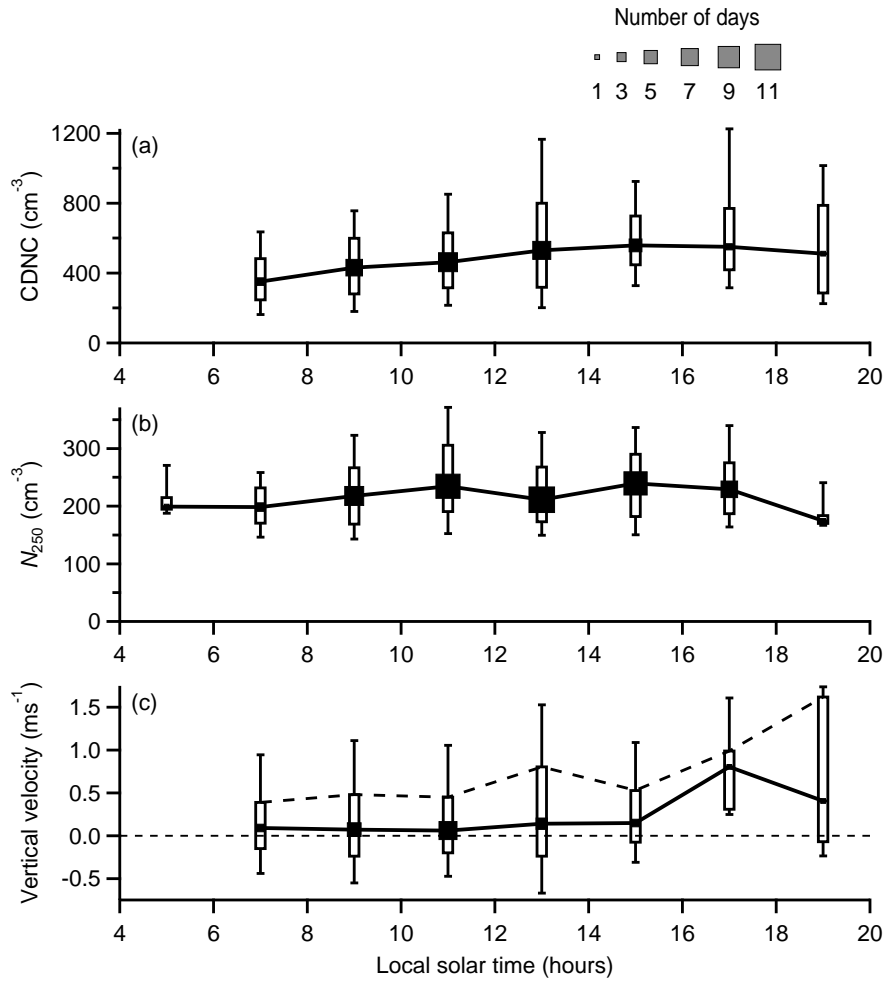 Number of days
1 3 5 7 9 11
(a)
CDNC (cm⁻³)
1200
800
400
0
4 6 8 10 12 14 16 18 20
(b)
N₂₅₀ (cm⁻³)
300
200
100
0
4 6 8 10 12 14 16 18 20
(c)
Vertical velocity (ms⁻¹)
1.5
1.0
0.5
0.0
-0.5
4 6 8 10 12 14 16 18 20
Local solar time (hours)